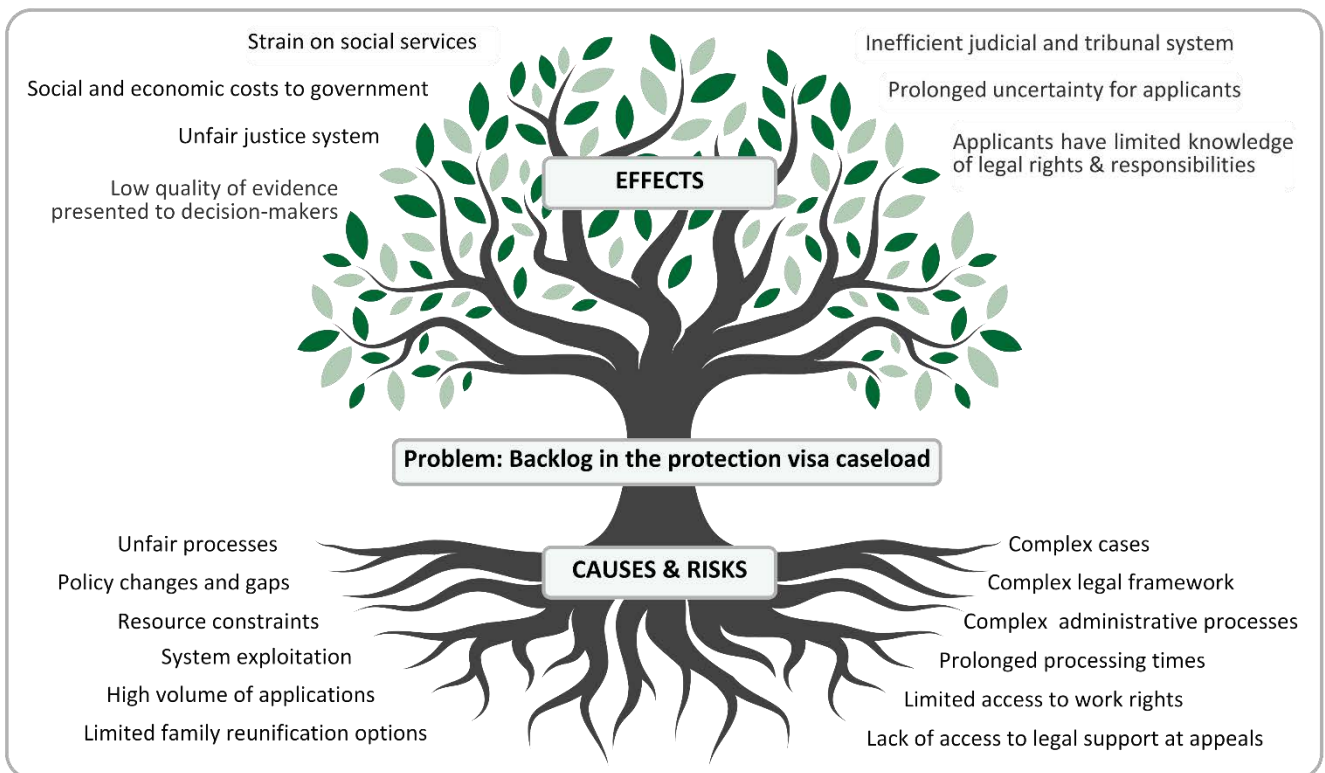 Strain on social services
Social and economic costs to government
Unfair justice system
Low quality of evidence
presented to decision-makers
Inefficient judicial and tribunal system
Prolonged uncertainty for applicants
Applicants have limited knowledge
of legal rights & responsibilities
EFFECTS
Problem: Backlog in the protection visa caseload
CAUSES & RISKS
Unfair processes
Policy changes and gaps
Resource constraints
System exploitation
High volume of applications
Limited family reunification options
Complex cases
Complex legal framework
Complex administrative processes
Prolonged processing times
Limited access to work rights
Lack of access to legal support at appeals